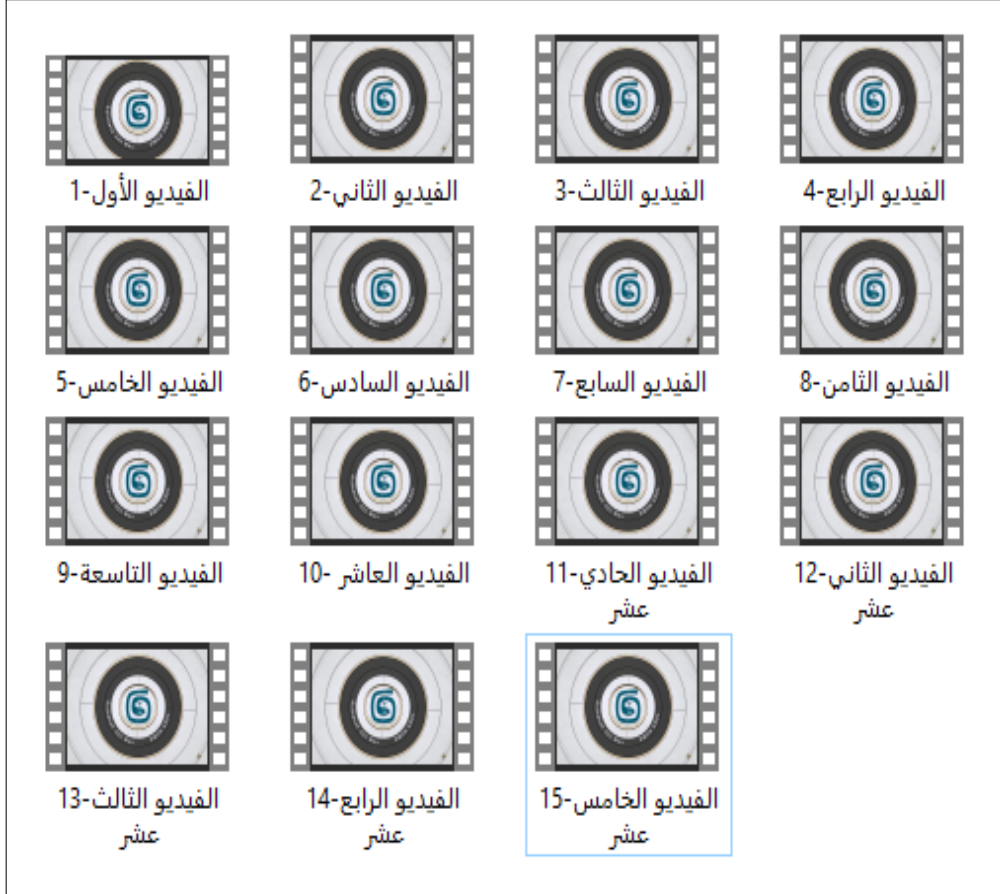 1-الفيديو الأول
2-الفيديو الثاني
3-الفيديو الثالث
4-الفيديو الرابع
5-الفيديو الخامس
6-الفيديو السادس
7-الفيديو السابع
8-الفيديو الثامن
9-الفيديو التاسعة
10- الفيديو العاشر
11-الفيديو الحادي
عشر
12-الفيديو الثاني
عشر
13-الفيديو الثالث
عشر
14-الفيديو الرابع
عشر
15-الفيديو الخامس
عشر